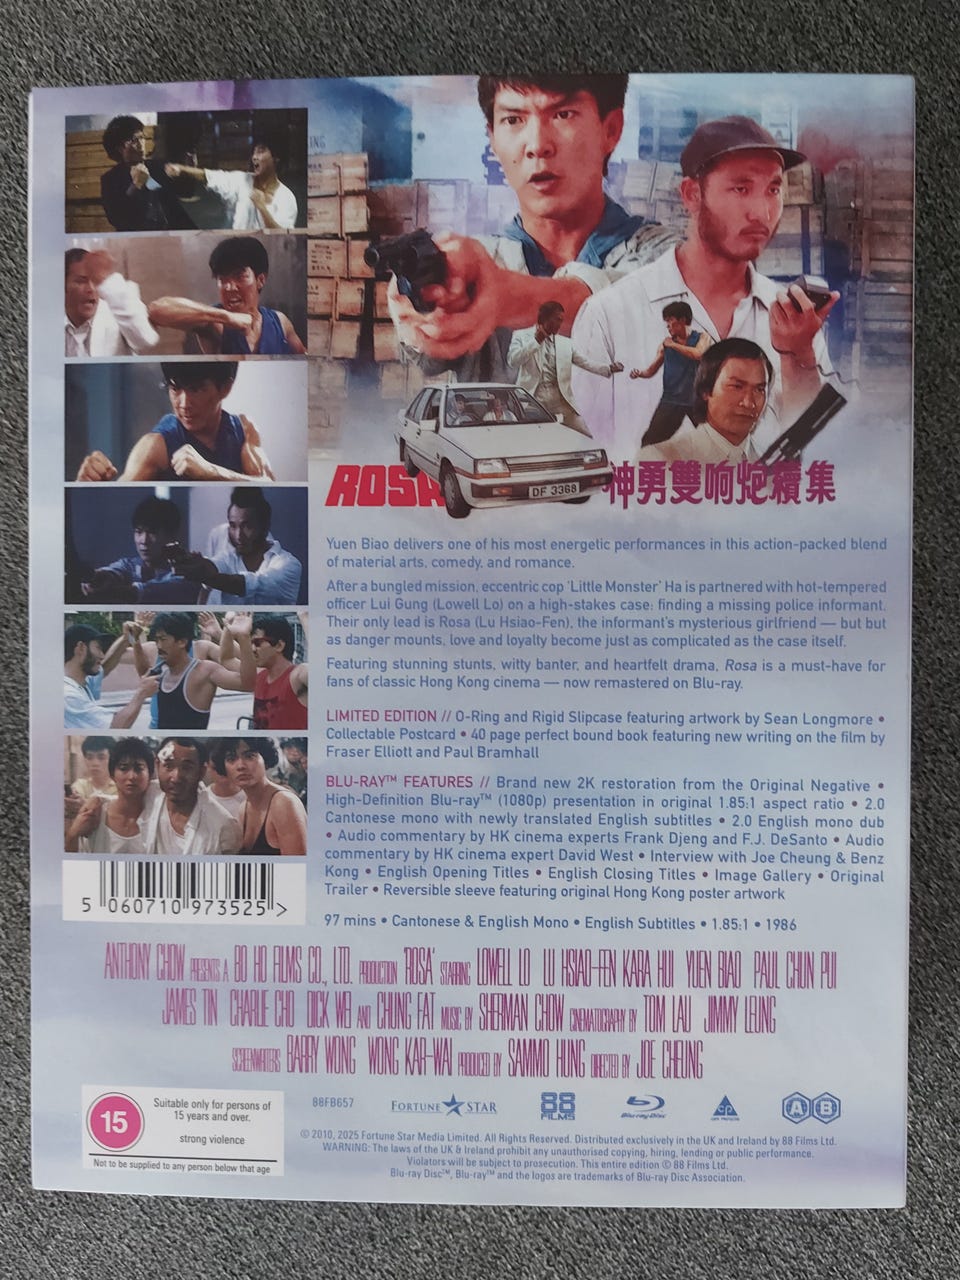 ROSA
神勇雙响炮續集
DF 3368
Yuen Biao delivers one of his most energetic performances in this action-packed blend
of material arts, comedy. and romance.
After a bungled mission, eccentric cop 'Little Monster' Ha is partnered with hot-tempered
officer Lui Gung (Lowell Lo) on a high-stakes case: finding a missing police informant.
Their only lead is Rosa (Lu Hsiao-Fen), the informant's mysterious girlfriend — but but
as danger mounts, love and loyalty become just as complicated as the case itself.
Featuring stunning stunts, witty banter, and heartfelt drama, Rosa is a must-have for
fans of classic Hong Kong cinema — now remastered on Blu-ray.
LIMITED EDITION // O-Ring and Rigid Slipcase featuring artwork by Sean Longmore •
Collectable Postcard • 40 page perfect bound book featuring new writing on the film by
Fraser Elliott and Paul Bramhall
BLU-RAY™ FEATURES // Brand new 2K restoration from the Original Negative •
High-Definition Blu-ray™ (1080p) presentation in original 1.85:1 aspect ratio • 2.0
Cantonese mono with newly translated English subtitles • 2.0 English mono dub
• Audio commentary by HK cinema experts Frank Djeng and F.J. DeSanto • Audio
commentary by HK cinema expert David West • Interview with Joe Cheung & Benz
Kong • English Opening Titles • English Closing Titles • Image Gallery • Original
Trailer • Reversible sleeve featuring original Hong Kong poster artwork
97 mins • Cantonese & English Mono • English Subtitles • 1.85:1 • 1986
5 060710 973525 >
ANTHONY CHOW PRESENTS A BO HO FILMS CO., LTD. PRODUCTION 'ROSA' STARRING LOWELL LO LU HSIAO-FEN KARA HUI YUEN BIAO PAUL CHUN PUI
JAMES TIN CHARLIE CHO DICK WEI AND CHUNG FAT MUSIC BY SHERMAN CHOW CINEMATOGRAPHY BY TOM LAU JIMMY LEUNG
SCREENWRITERS BARRY WONG WONG KAR-WAI PRODUCED BY SAMMO HUNG DIRECTED BY JOE CHEUNG
15
Suitable only for persons of
15 years and over.
strong violence
Not to be supplied to any person below that age
88FB657
FORTUNE STAR
88
FILMS
Blu-ray Disc
A B
© 2010, 2025 Fortune Star Media Limited. All Rights Reserved. Distributed exclusively in the UK and Ireland by 88 Films Ltd.
WARNING: The laws of the UK & Ireland prohibit any unauthorised copying, hiring, lending or public performance.
Violators will be subject to prosecution. This entire edition © 88 Films Ltd.
Blu-ray Disc™, Blu-ray™ and the logos are trademarks of Blu-ray Disc Association.